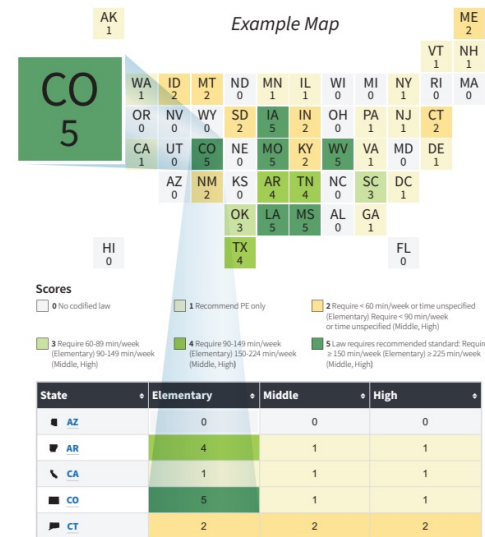 Example Map
AK
1
ME
2
VT NH
1 1
CO
5
WA ID MT ND MN IL WI MI NY RI MA
1 2 2 0 1 1 0 0 1 0 0
OR NV WY SD IA IN OH PA NJ CT
0 0 0 2 5 2 0 1 1 2
CA UT CO NE MO KY WV VA MD DE
1 0 5 0 5 2 5 1 0 1
AZ NM KS AR TN NC SC DC
0 2 0 4 4 0 3 1
OK LA MS AL GA
3 5 5 0 1
HI TX FL
0 4 0
Scores
0 No codified law
1 Recommend PE only
2 Require < 60 min/week or time unspecified
(Elementary) Require < 90 min/week
or time unspecified (Middle, High)
3 Require 60-89 min/week
(Elementary) 90-149 min/week
(Middle, High)
4 Require 90-149 min/week
(Elementary) 150-224 min/week
(Middle, High)
5 Law requires recommended standard: Requir
≥ 150 min/week (Elementary) ≥ 225 min/week
(Middle, High)
State Elementary Middle High
AZ 0 0 0
AR 4 1 1
CA 1 1 1
CO 5 1 1
CT 2 2 2